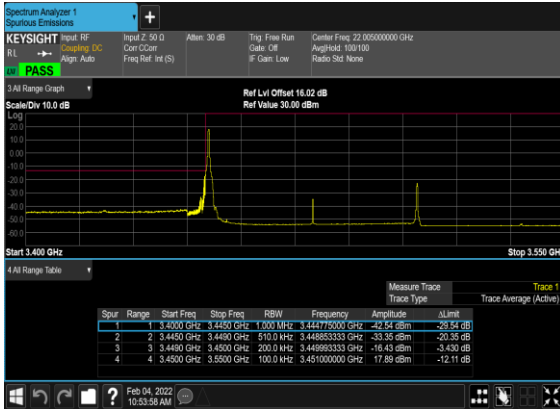 Spectrum Analyzer 1
Spurious Emissions
+
KEYSIGHT Input: RF Input Z: 50 Ω Atten: 30 dB Trig: Free Run Center Freq: 22.005000000 GHz
RL Coupling: DC Corr CCorr Gate: Off Avg|Hold: 100/100
Align: Auto Freq Ref: Int (S) IF Gain: Low Radio Std: None
PASS
3 All Range Graph
Ref Lvl Offset 16.02 dB
Scale/Div 10.0 dB Ref Value 30.00 dBm
Log
20.0
10.0
0.00
-10.0
-20.0
-30.0
-40.0
-50.0
-60.0
Start 3.400 GHz Stop 3.550 GH
4 All Range Table
Measure Trace Trace 1
Trace Type Trace Average (Active)
Spur Range Start Freq Stop Freq RBW Frequency Amplitude ΔLimit
1 1 3.4000 GHz 3.4450 GHz 1.000 MHz 3.444775000 GHz -42.54 dBm -29.54 dB
2 2 3.4450 GHz 3.4490 GHz 510.0 kHz 3.448853333 GHz -33.35 dBm -20.35 dB
3 3 3.4490 GHz 3.4500 GHz 200.0 kHz 3.449993333 GHz -16.43 dBm -3.430 dB
4 4 3.4500 GHz 3.5500 GHz 100.0 kHz 3.451000000 GHz 17.89 dBm -12.11 dB
?
Feb 04, 2022
10:53:58 AM